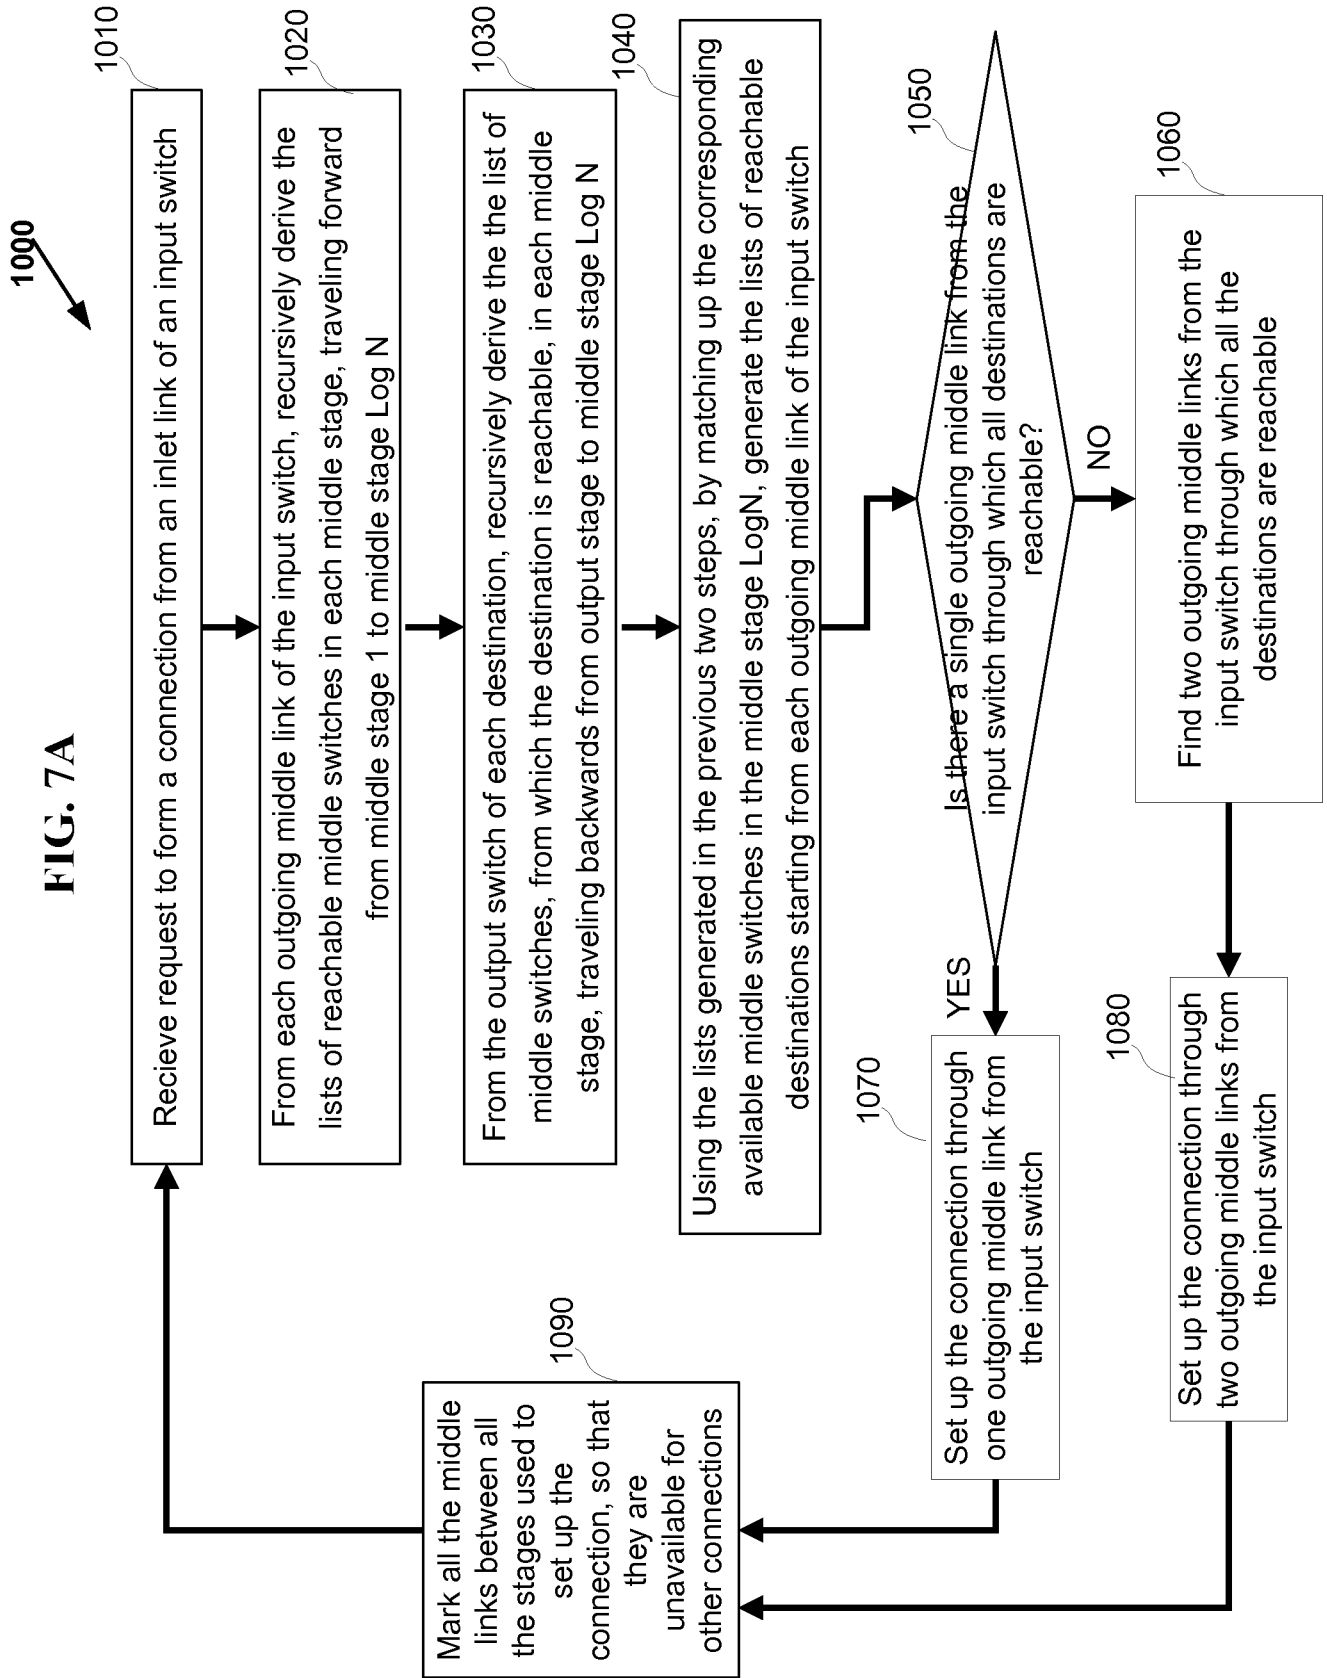 FIG. 7A
1000
1010
Recieve request to form a connection from an inlet link of an input switch
1020
From each outgoing middle link of the input switch, recursively derive the
lists of reachable middle switches in each middle stage, traveling forward
from middle stage 1 to middle stage Log N
1030
From the output switch of each destination, recursively derive the the list of
middle switches, from which the destination is reachable, in each middle
stage, traveling backwards from output stage to middle stage Log N
1040
Using the lists generated in the previous two steps, by matching up the corresponding
available middle switches in the middle stage LogN, generate the lists of reachable
destinations starting from each outgoing middle link of the input switch
1050
Is there a single outgoing middle link from the
input switch through which all destinations are
reachable?
YES
NO
1060
Find two outgoing middle links from the
input switch through which all the
destinations are reachable
1070
Set up the connection through
one outgoing middle link from
the input switch
1080
Set up the connection through
two outgoing middle links from
the input switch
1090
Mark all the middle
links between all
the stages used to
set up the
connection, so that
they are
unavailable for
other connections